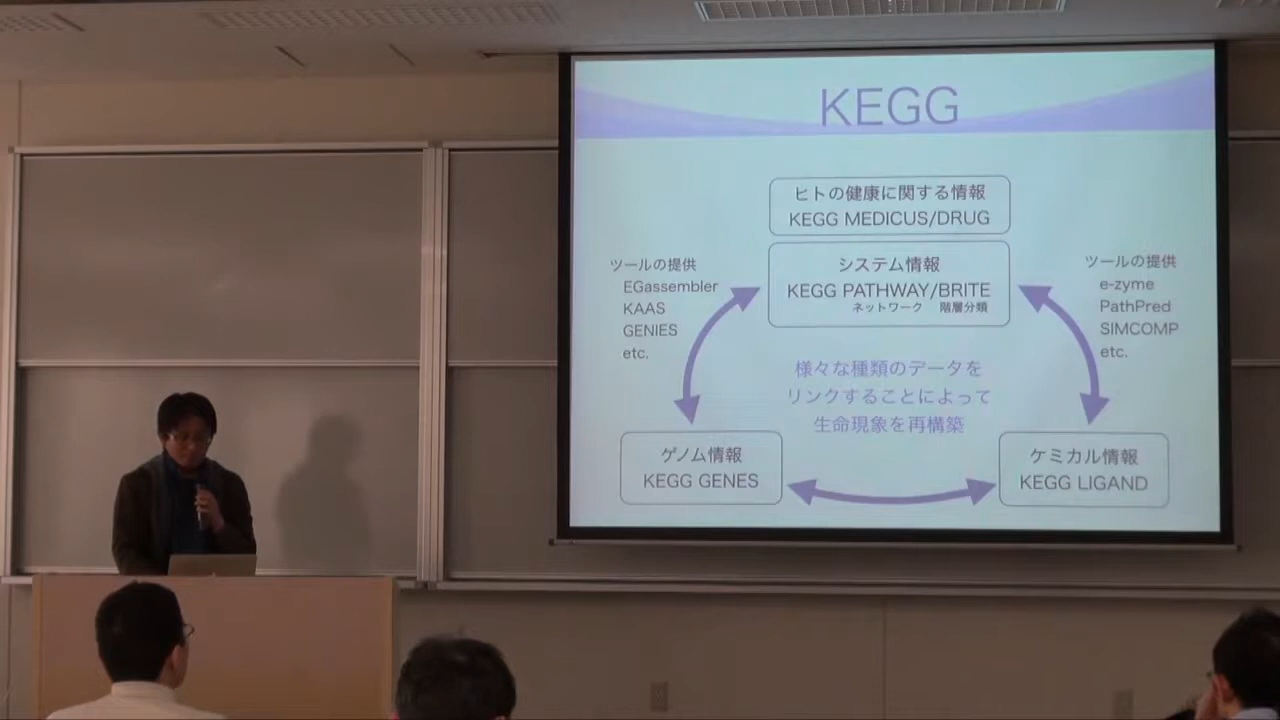 KEGG
ヒトの健康に関する情報
KEGG MEDICUS/DRUG
システム情報
KEGG PATHWAY/BRITE
ネットワーク 階層分類
ツールの提供
EGassembler
KAAS
GENIES
etc.
ツールの提供
e-zyme
PathPred
SIMCOMP
etc.
様々な種類のデータを
リンクすることによって
生命現象を再構築
ゲノム情報
KEGG GENES
ケミカル情報
KEGG LIGAND